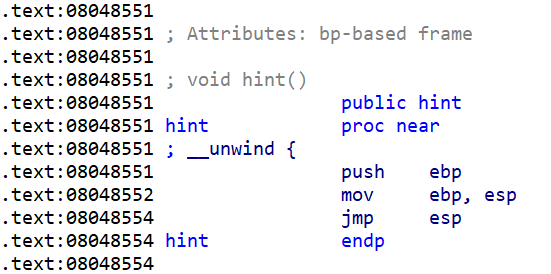 .text:08048551
.text:08048551 ; Attributes: bp-based frame
.text:08048551
.text:08048551 ; void hint()
.text:08048551                 public hint
.text:08048551 hint            proc near
.text:08048551 ; __unwind {
.text:08048551                 push    ebp
.text:08048552                 mov     ebp, esp
.text:08048554                 jmp     esp
.text:08048554 hint            endp
.text:08048554